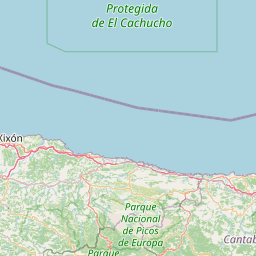 Protegida
de El Cachucho
Xixón
Parque
Nacional
de Picos
de Europa
Parque
Cantab